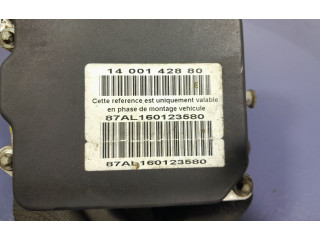 14 001 428 80
Cette reference est uniquement valable
en phase de montage vehicule
87AL160123580
87AL160123580